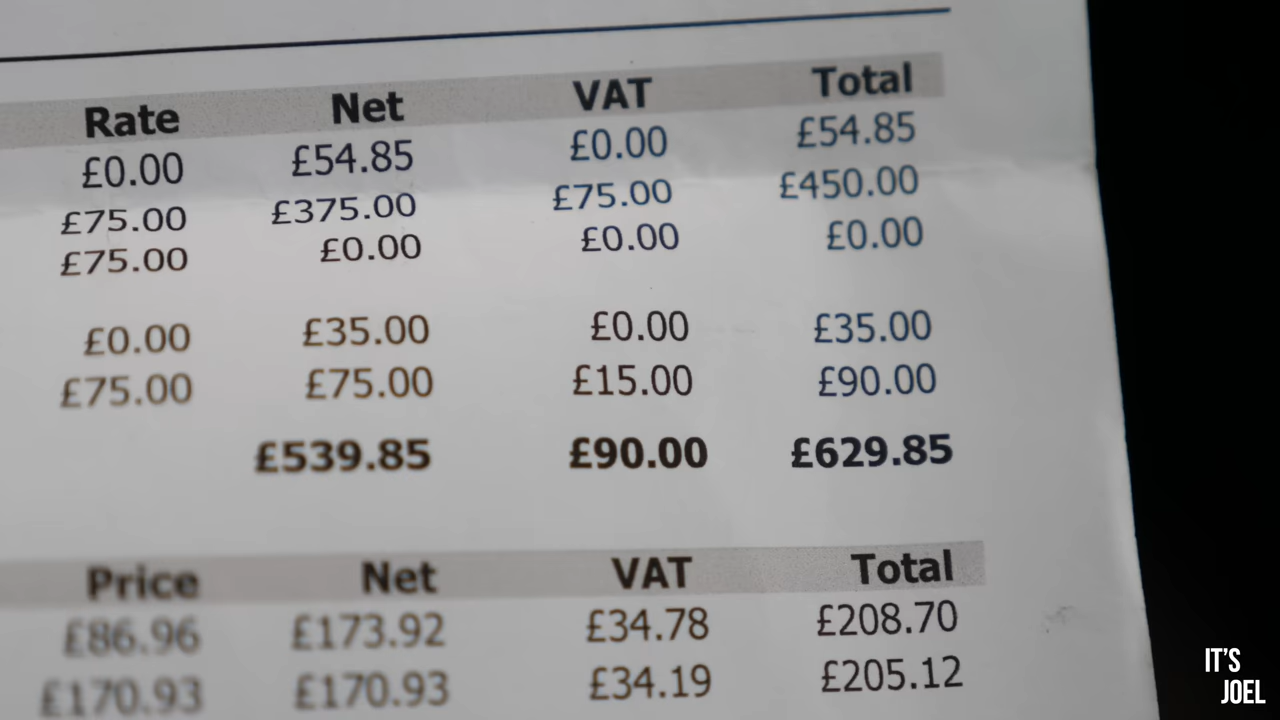 Rate Net VAT Total
£0.00 £54.85 £0.00 £54.85
£75.00 £375.00 £75.00 £450.00
£75.00 £0.00 £0.00 £0.00
£0.00 £35.00 £0.00 £35.00
£75.00 £75.00 £15.00 £90.00
£539.85 £90.00 £629.85
Price Net VAT Total
£86.96 £173.92 £34.78 £208.70
£170.93 £170.93 £34.19 £205.12
IT'S
JOEL